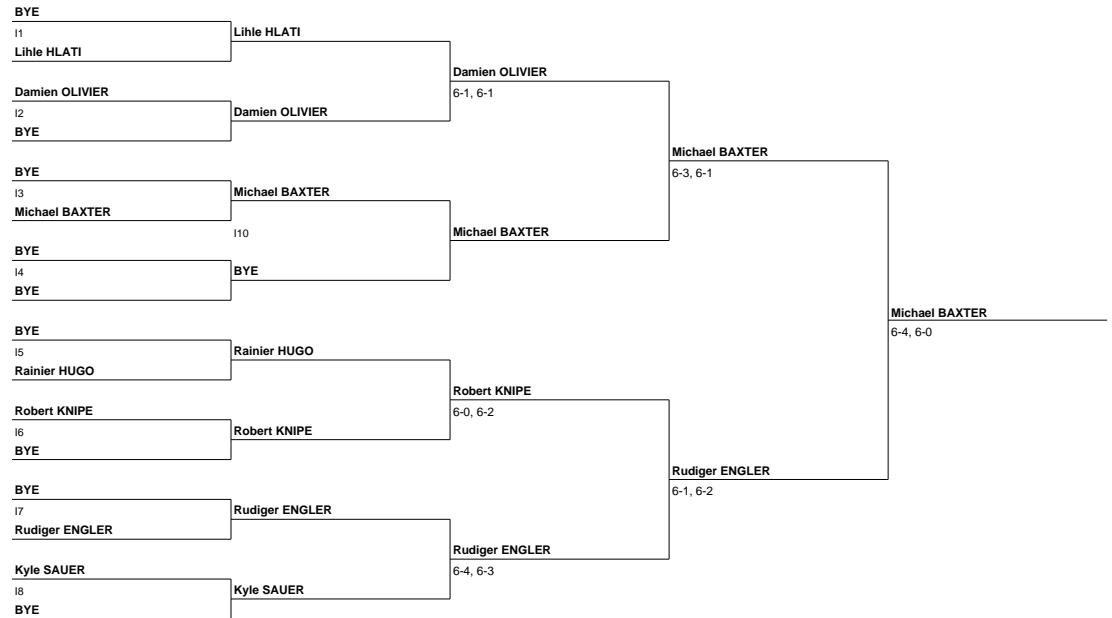 BYE
I1
Lihle HLATI
Damien OLIVIER
I2
BYE
BYE
I3
Michael BAXTER
BYE
I4
BYE
BYE
I5
Rainier HUGO
Robert KNIPE
I6
BYE
BYE
I7
Rudiger ENGLER
Kyle SAUER
I8
BYE
Lihle HLATI
Damien OLIVIER
Michael BAXTER
I10
BYE
Rainier HUGO
Robert KNIPE
Rudiger ENGLER
Kyle SAUER
Damien OLIVIER
6-1, 6-1
Michael BAXTER
Robert KNIPE
6-0, 6-2
Rudiger ENGLER
6-4, 6-3
Michael BAXTER
6-3, 6-1
Rudiger ENGLER
6-1, 6-2
Michael BAXTER
6-4, 6-0